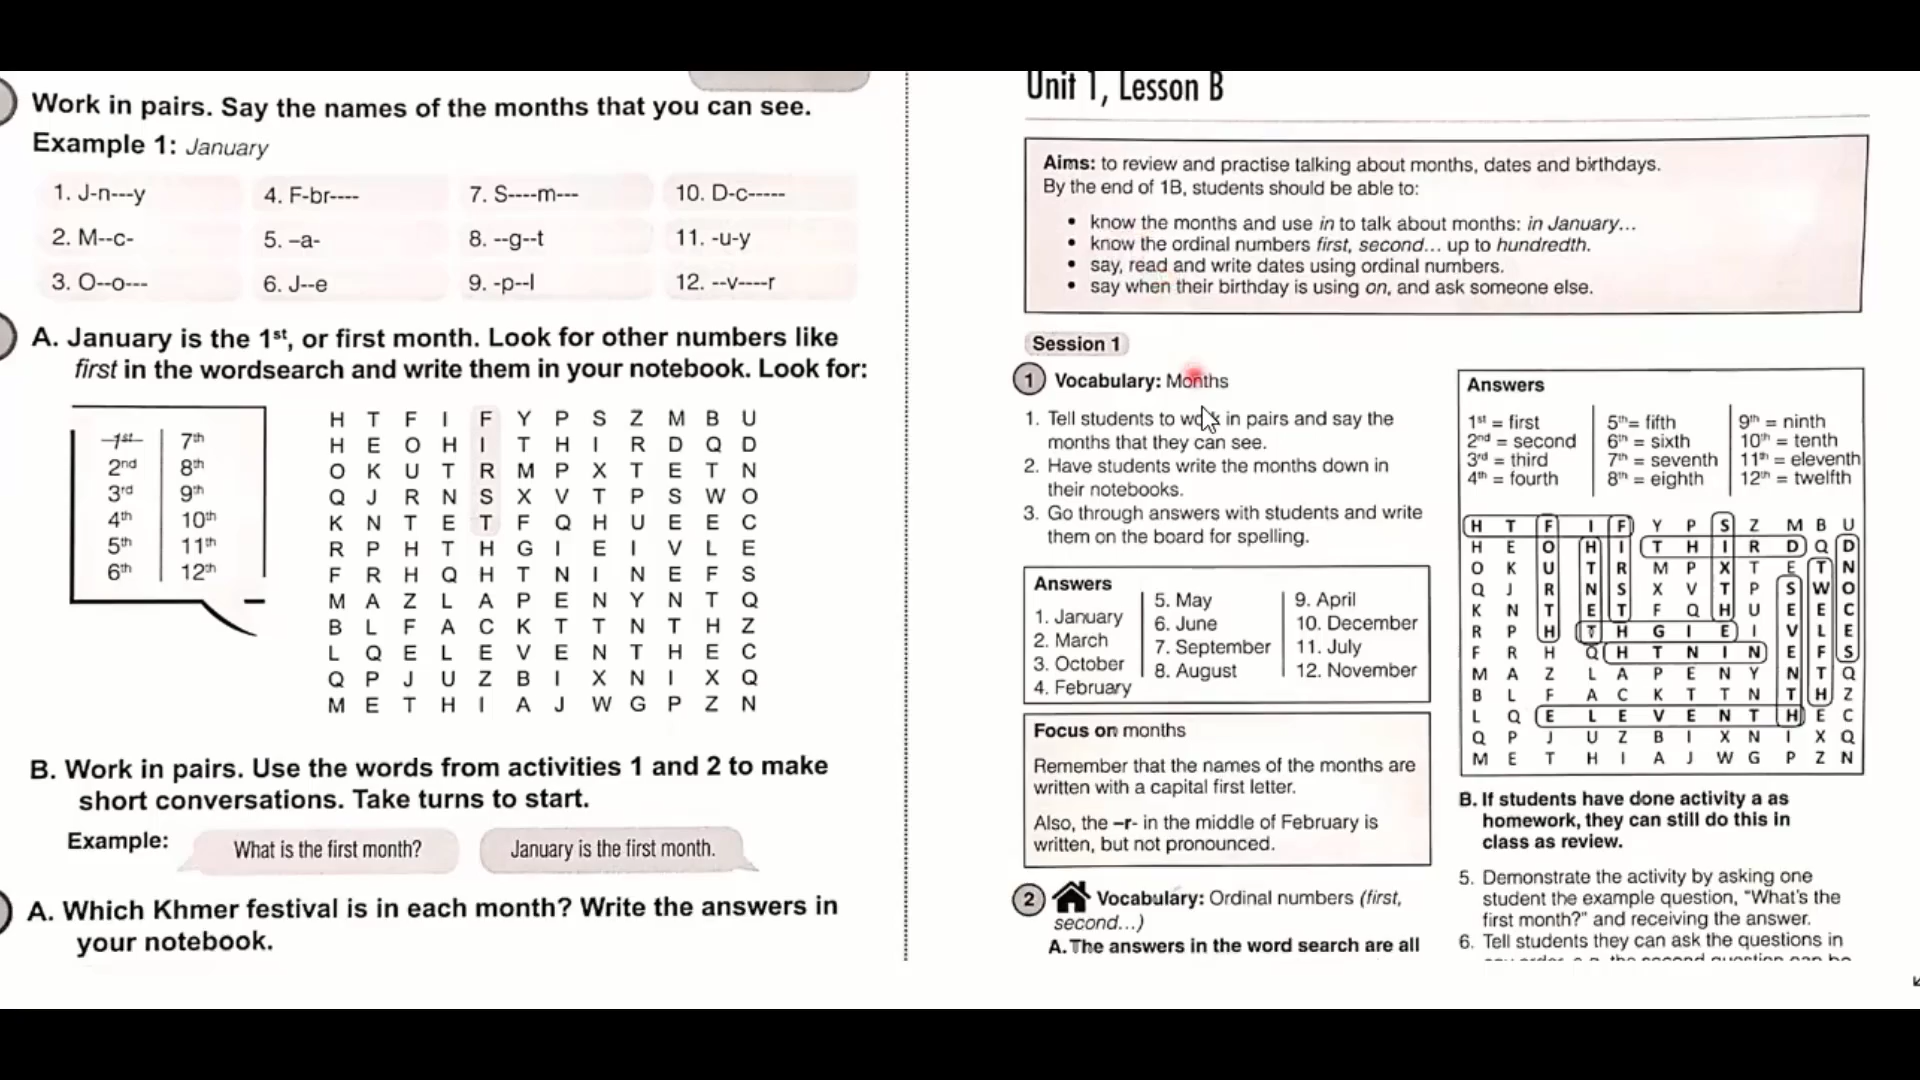 Work in pairs. Say the names of the months that you can see.
Example 1: January
1. J-n---y
4. F-br----
7. S----m---
10. D-c-----
2. M--c-
5. –a-
8. --g--t
11. -u-y
3. O--o---
6. J--e
9. -p--l
12. --v----r
A. January is the 1st, or first month. Look for other numbers like
first in the wordsearch and write them in your notebook. Look for:
1st 7th
2nd 8th
3rd 9th
4th 10th
5th 11th
6th 12th
H T F I F Y P S Z M B U
H E O H I T H I R D Q D
O K U T R M P X T E T N
Q J R N S X V T P S W O
K N T E T F Q H U E E C
R P H T H G I E I V L E
F R H Q H T N I N E F S
M A Z L A P E N Y N T Q
B L F A C K T T N T H Z
L Q E L E V E N T H E C
Q P J U Z B I X N I X Q
M E T H I A J W G P Z N
B. Work in pairs. Use the words from activities 1 and 2 to make
short conversations. Take turns to start.
Example:
What is the first month?
January is the first month.
A. Which Khmer festival is in each month? Write the answers in
your notebook.
Unit 1, Lesson B
Aims: to review and practise talking about months, dates and birthdays.
By the end of 1B, students should be able to:
• know the months and use in to talk about months: in January...
• know the ordinal numbers first, second... up to hundredth.
• say, read and write dates using ordinal numbers.
• say when their birthday is using on, and ask someone else.
Session 1
1 Vocabulary: Months
1. Tell students to work in pairs and say the
months that they can see.
2. Have students write the months down in
their notebooks.
3. Go through answers with students and write
them on the board for spelling.
Answers
1. January
2. March
3. October
4. February
5. May
6. June
7. September
8. August
9. April
10. December
11. July
12. November
Focus on months
Remember that the names of the months are
written with a capital first letter.
Also, the –r- in the middle of February is
written, but not pronounced.
2 Vocabulary: Ordinal numbers (first,
second...)
A. The answers in the word search are all
Answers
1st = first
2nd = second
3rd = third
4th = fourth
5th= fifth
6th = sixth
7th = seventh
8th = eighth
9th = ninth
10th = tenth
11th = eleventh
12th = twelfth
H T F I F Y P S Z M B U
H E O H I T H I R D Q D
O K U T R M P X T E T N
Q J R N S X V T P S W O
K N T E T F Q H U E E C
R P H T H G I E I V L E
F R H Q H T N I N E F S
M A Z L A P E N Y N T Q
B L F A C K T T N T H Z
L Q E L E V E N T H E C
Q P J U Z B I X N I X Q
M E T H I A J W G P Z N
B. If students have done activity a as
homework, they can still do this in
class as review.
5. Demonstrate the activity by asking one
student the example question, "What's the
first month?" and receiving the answer.
6. Tell students they can ask the questions in